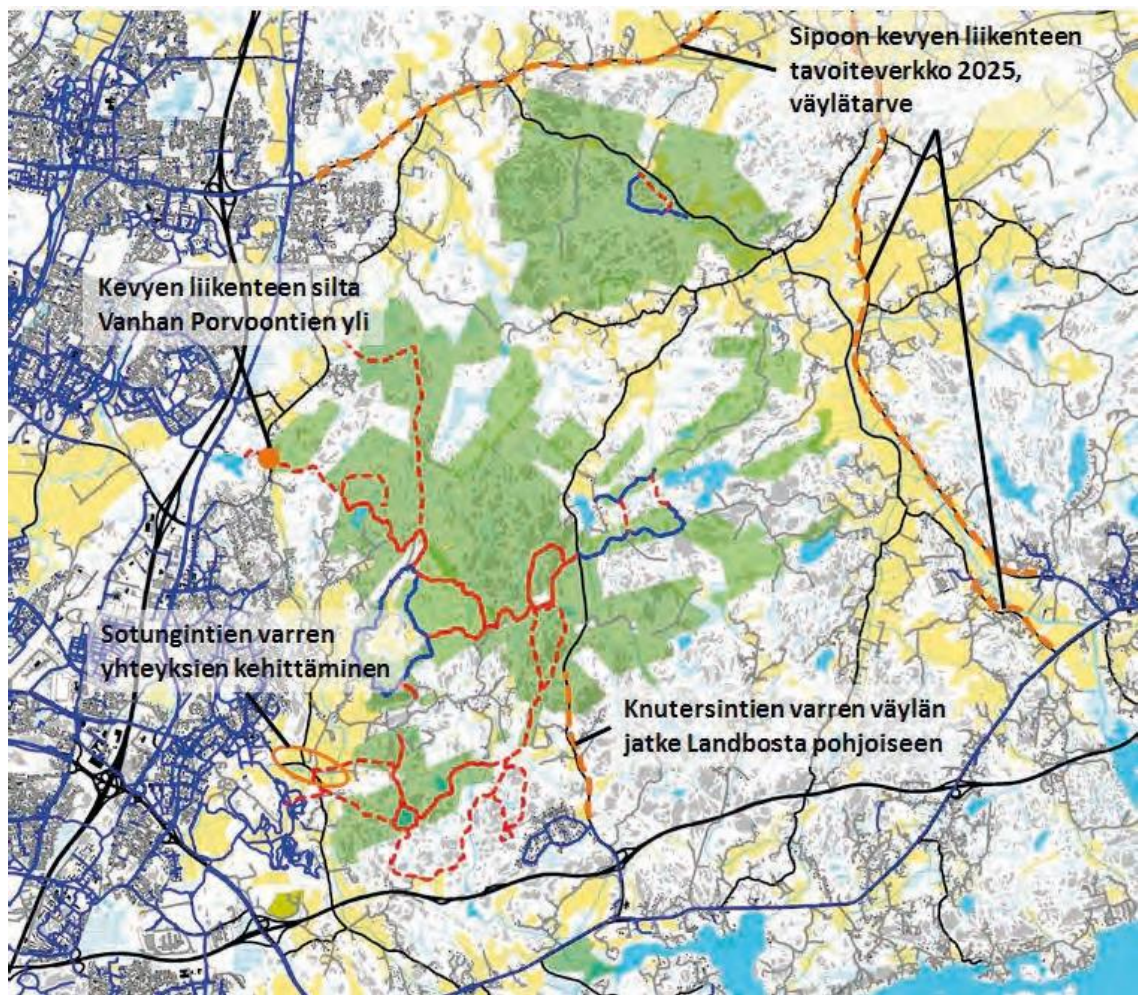 Sipoon kevyen liikenteen
tavoiteverkko 2025,
väylätarve
Kevyen liikenteen silta
Vanhan Porvoontien yli
Sotungintien varren
yhteyksien kehittäminen
Knutersintien varren väylän
jatke Landbosta pohjoiseen